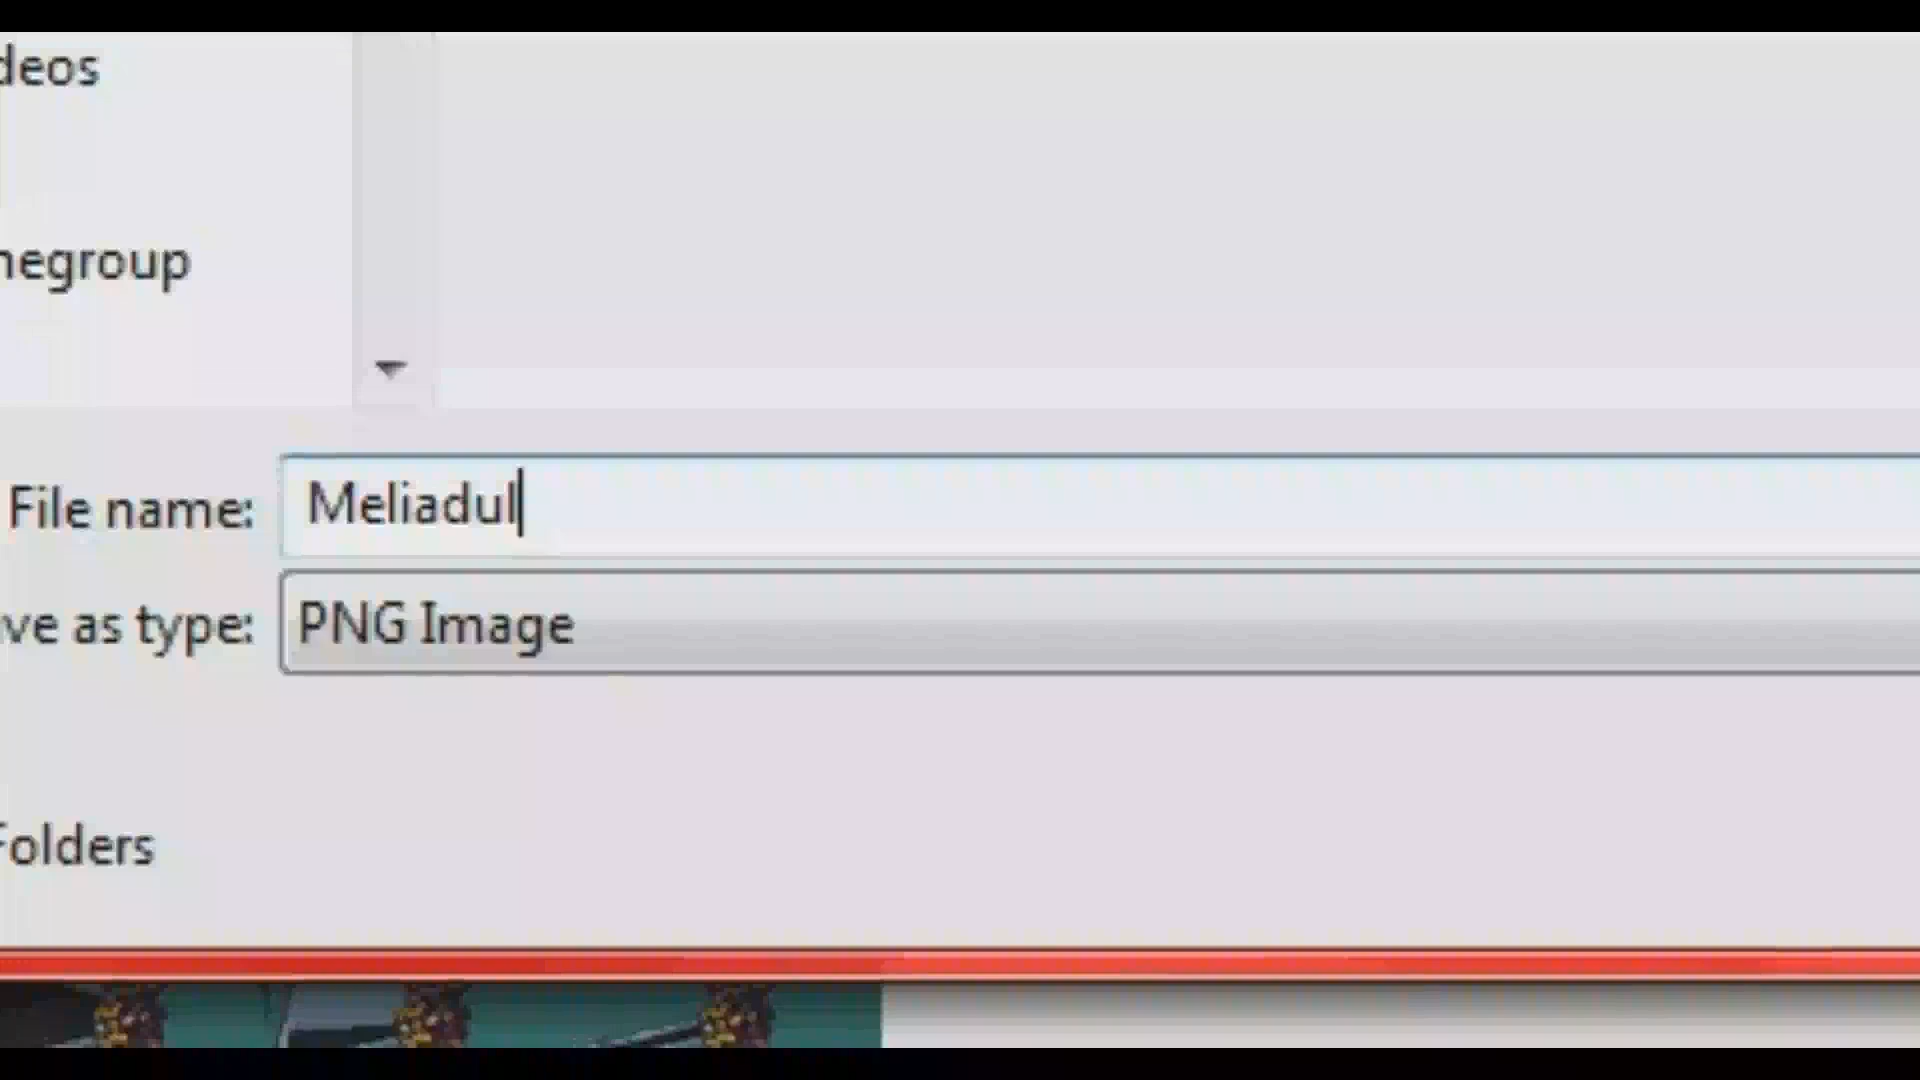 deos
negroup
File name: Meliadul
ve as type: PNG Image
Folders